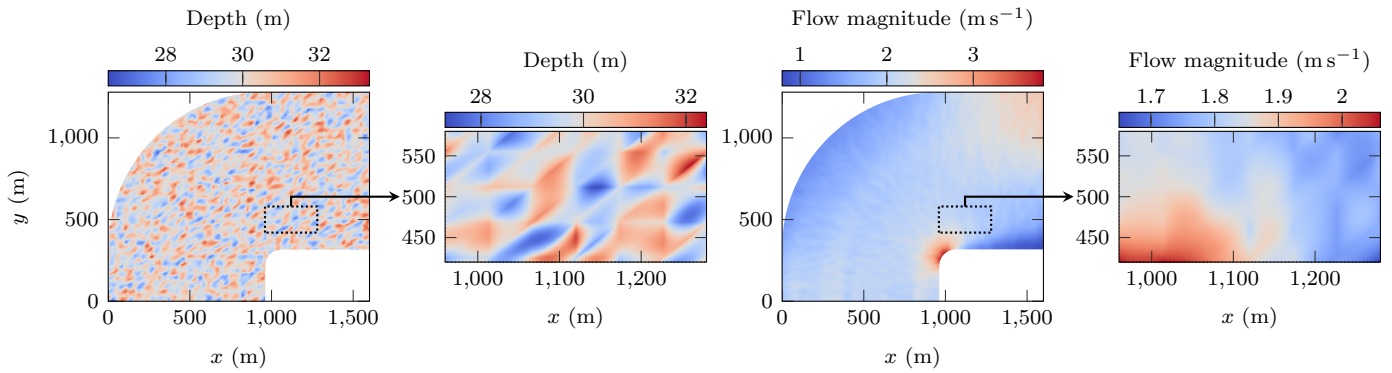 Depth (m)
28 30 32
1,000
500
0
y (m)
0 500 1,000 1,500
x (m)
Depth (m)
28 30 32
550
500
450
1,000 1,100 1,200
x (m)
Flow magnitude (m s−1)
1 2 3
1,000
500
0
0 500 1,000 1,500
x (m)
Flow magnitude (m s−1)
1.7 1.8 1.9 2
550
500
450
1,000 1,100 1,200
x (m)